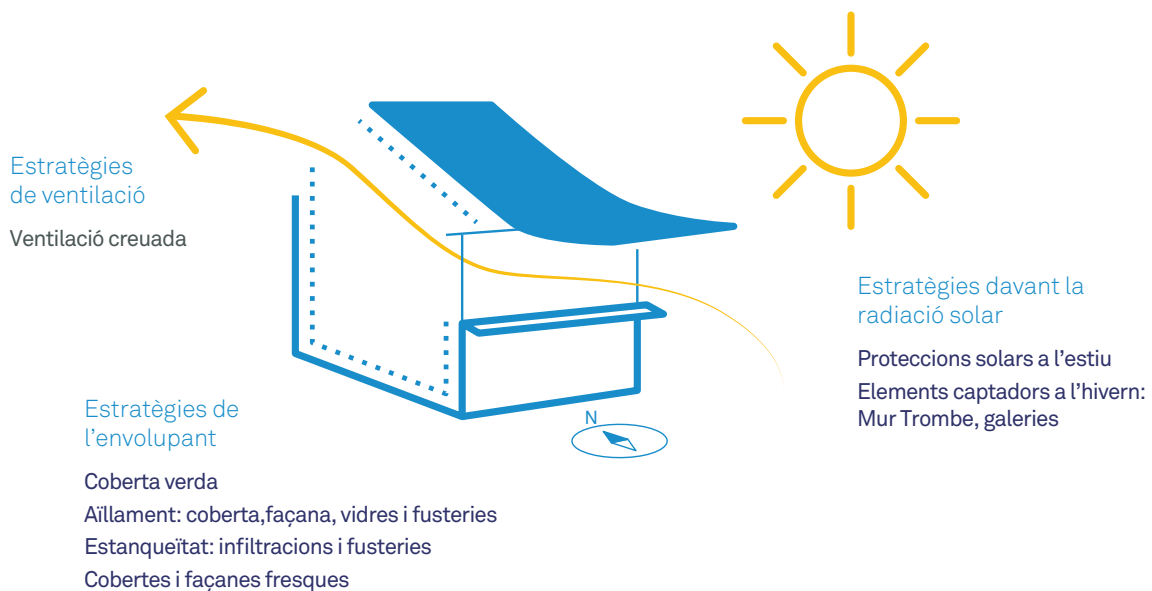 Estratègies
de ventilació
Ventilació creuada
Estratègies davant la
radiació solar
Proteccions solars a l’estiu
Elements captadors a l’hivern:
Mur Trombe, galeries
N
Estratègies de
l’envolupant
Coberta verda
Aïllament: coberta,façana, vidres i fusteries
Estanqueïtat: infiltracions i fusteries
Cobertes i façanes fresques